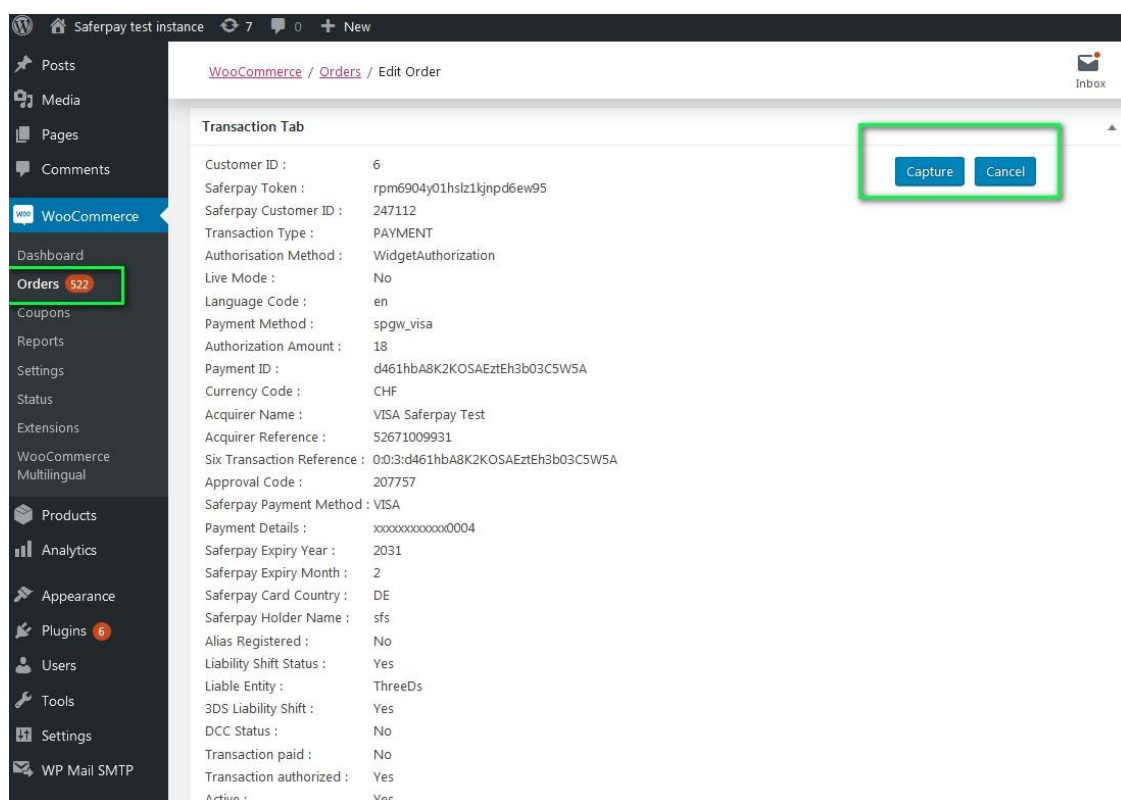 Saferpay test instance 7 0 + New
Posts
Media
Pages
Comments
WooCommerce
Dashboard
Orders 522
Coupons
Reports
Settings
Status
Extensions
WooCommerce
Multilingual
Products
Analytics
Appearance
Plugins 6
Users
Tools
Settings
WP Mail SMTP
WooCommerce / Orders / Edit Order
Inbox
Transaction Tab
Capture Cancel
Customer ID : 6
Saferpay Token : rpm6904y01hslz1kjnpd6ew95
Saferpay Customer ID : 247112
Transaction Type : PAYMENT
Authorisation Method : WidgetAuthorization
Live Mode : No
Language Code : en
Payment Method : spgw_visa
Authorization Amount : 18
Payment ID : d461hbA8K2KOSAEztEh3b03C5W5A
Currency Code : CHF
Acquirer Name : VISA Saferpay Test
Acquirer Reference : 52671009931
Six Transaction Reference : 0:0:3:d461hbA8K2KOSAEztEh3b03C5W5A
Approval Code : 207757
Saferpay Payment Method : VISA
Payment Details : xxxxxxxxxxxx0004
Saferpay Expiry Year : 2031
Saferpay Expiry Month : 2
Saferpay Card Country : DE
Saferpay Holder Name : sfs
Alias Registered : No
Liability Shift Status : Yes
Liable Entity : ThreeDs
3DS Liability Shift : Yes
DCC Status : No
Transaction paid : No
Transaction authorized : Yes
Active : Yes